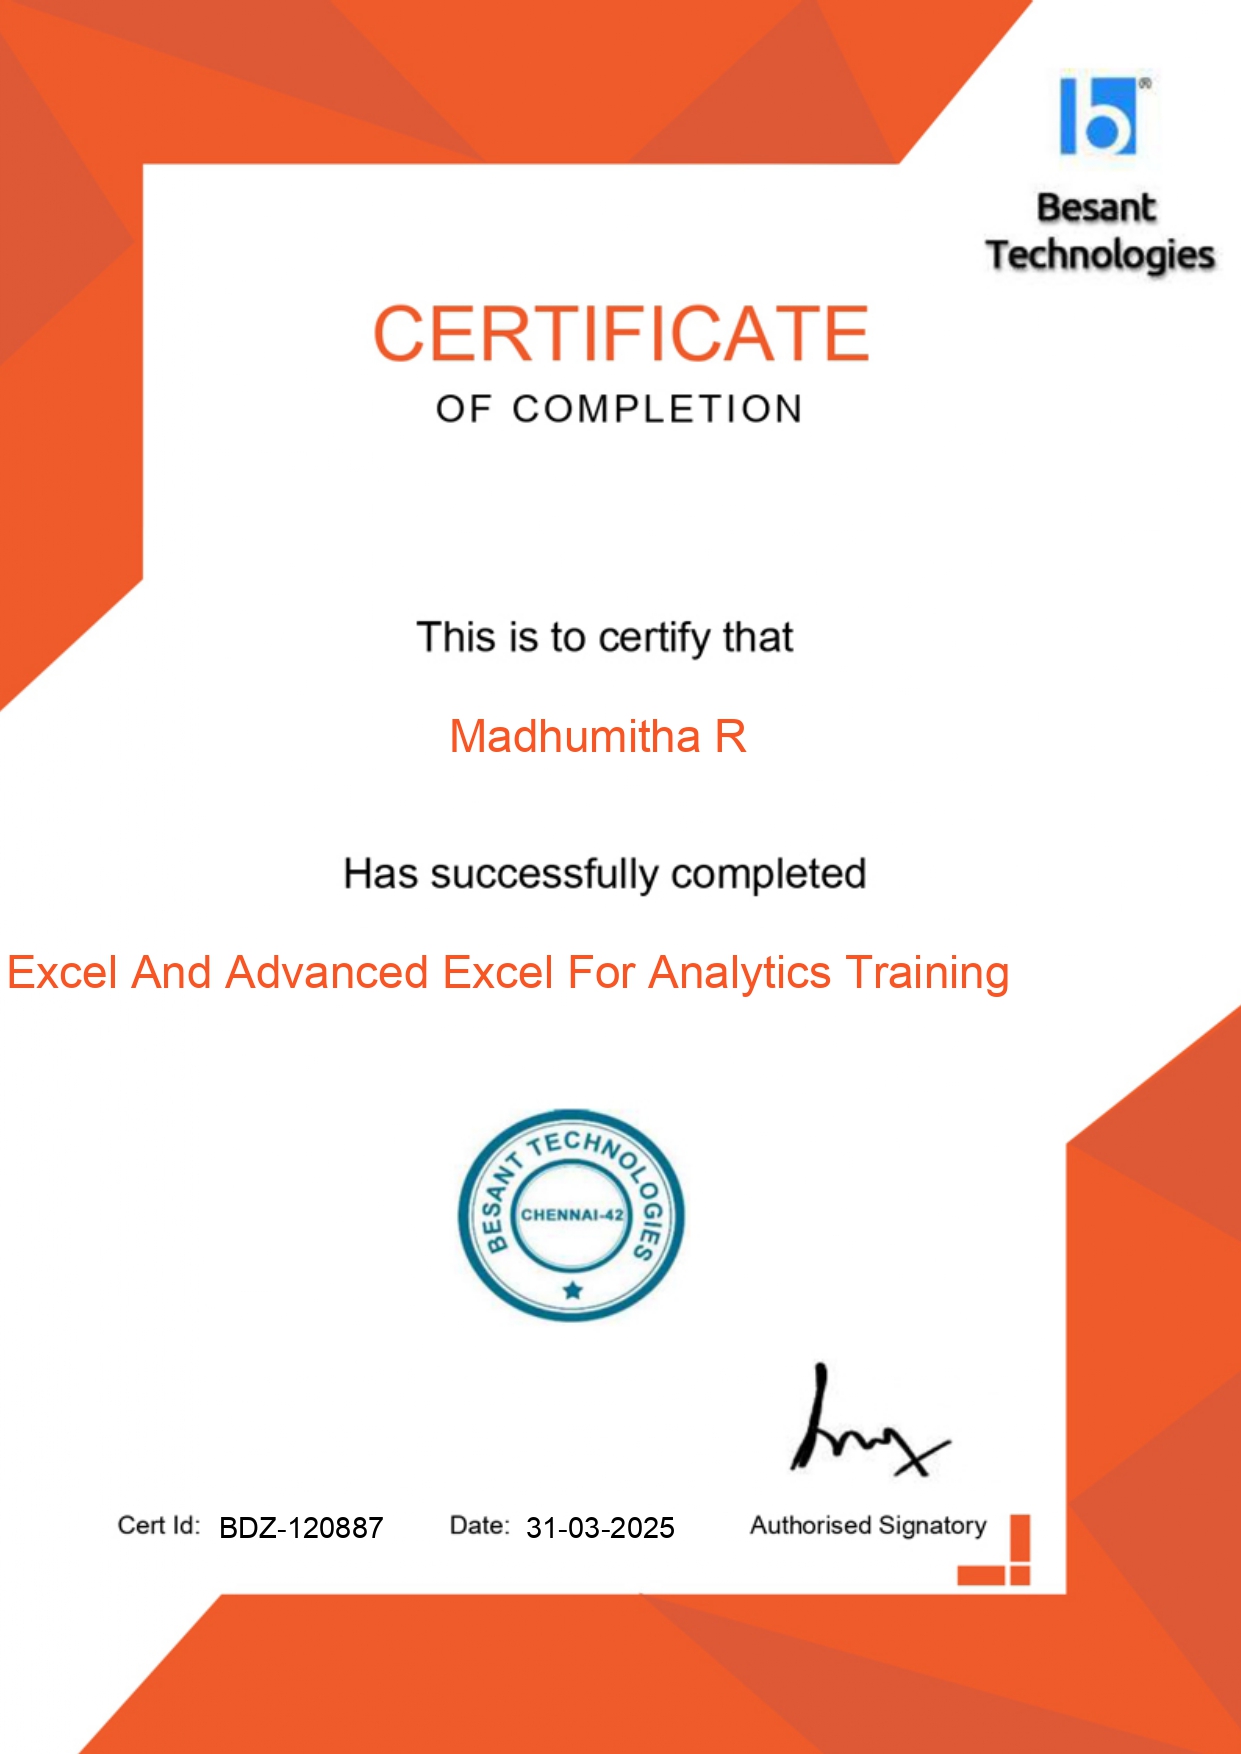 b®
Besant
Technologies
CERTIFICATE
OF COMPLETION
This is to certify that
Madhumitha R
Has successfully completed
Excel And Advanced Excel For Analytics Training
BESANT TECHNOLOGIES
CHENNAI-42
Cert Id: BDZ-120887 Date: 31-03-2025 Authorised Signatory